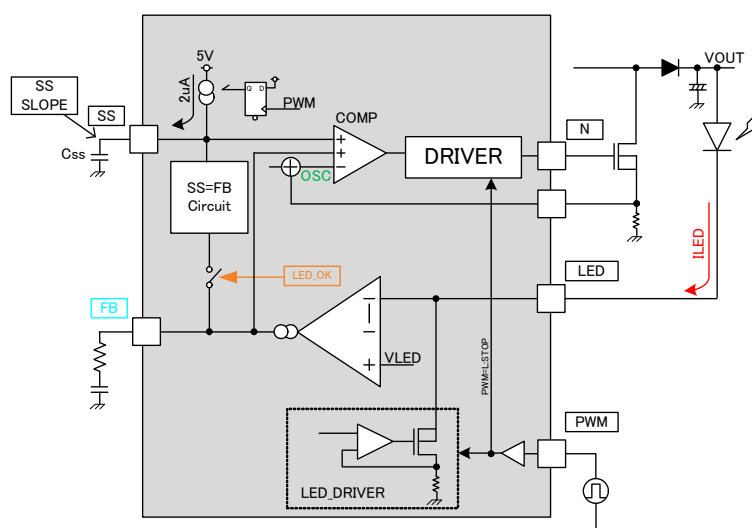 5V
VOUT
SS
SLOPE
SS
2uA
Q D
PWM
COMP
N
Css
DRIVER
OSC
SS=FB
Circuit
ILED
LED_OK
LED
FB
VLED
PWM=L:STOP
PWM
LED_DRIVER